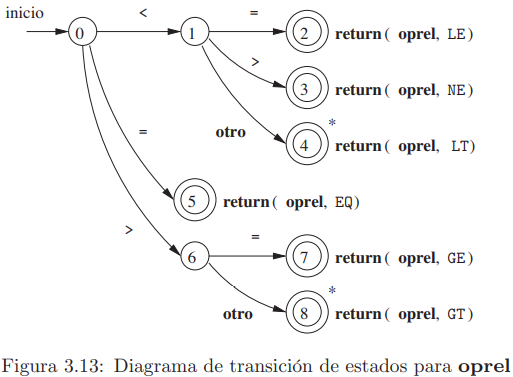 inicio
0
<
1
=
2
return( oprel, LE)
>
3
return( oprel, NE)
otro
4
*
return( oprel, LT)
=
5
return( oprel, EQ)
>
6
=
7
return( oprel, GE)
otro
8
*
return( oprel, GT)
Figura 3.13: Diagrama de transición de estados para oprel